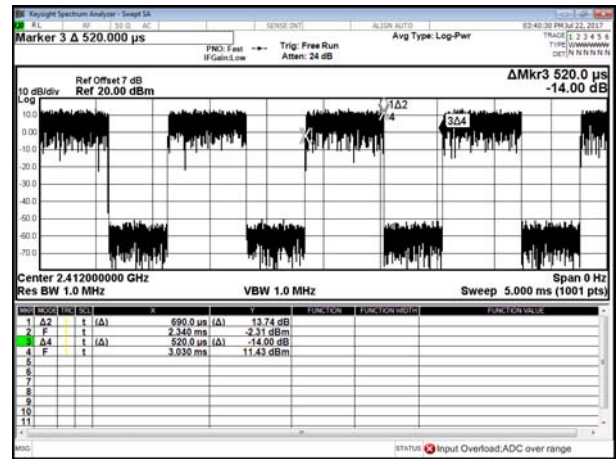 Keysight Spectrum Analyzer - Swept SA
RL RF 50 Ω AC SENSE:INT ALIGN AUTO 03:40:30 PM Jul 22, 2017
Marker 3 Δ 520.000 µs
PNO: Fast
IFGain:Low
Trig: Free Run
Atten: 24 dB
Avg Type: Log-Pwr
TRACE 1 2 3 4 5 6
TYPE WWWWWW
DET N N N N N N
Ref Offset 7 dB
Ref 20.00 dBm
10 dB/div
Log
ΔMkr3 520.0 µs
-14.00 dB
10.0
0.00
-10.0
-20.0
-30.0
-40.0
-50.0
-60.0
-70.0
1Δ2
4
3Δ4
Center 2.412000000 GHz
Span 0 Hz
Res BW 1.0 MHz
VBW 1.0 MHz
Sweep 5.000 ms (1001 pts)
MKR MODE TRC SCL X Y FUNCTION FUNCTION WIDTH FUNCTION VALUE
1 Δ2 t (Δ) 690.0 µs (Δ) 13.74 dB
2 F t 2.340 ms -2.31 dBm
3 Δ4 t (Δ) 520.0 µs (Δ) -14.00 dB
4 F t 3.030 ms 11.43 dBm
5
6
7
8
9
10
11
MSG
STATUS Input Overload;ADC over range